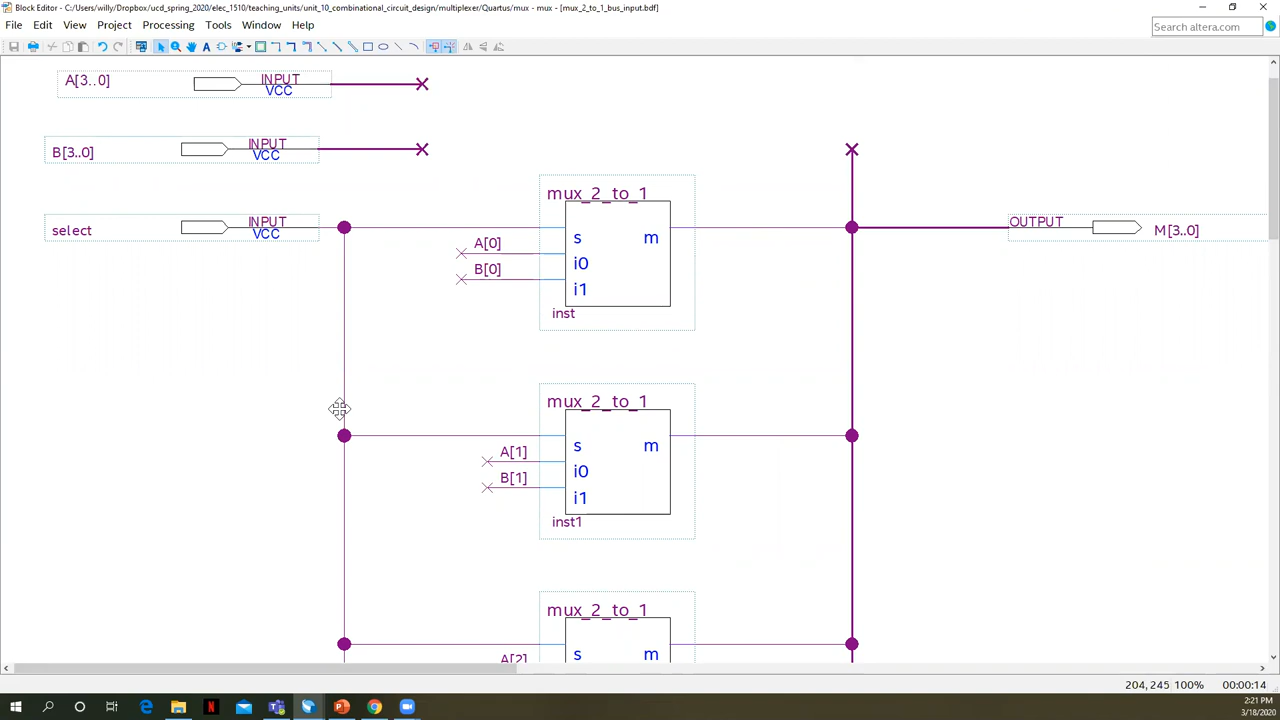 Block Editor - C:/Users/willy/Dropbox/ucd_spring_2020/elec_1510/teaching_units/unit_10_combinational_circuit_design/multiplexer/Quartus/mux - mux - [mux_2_to_1_bus_input.bdf]
File Edit View Project Processing Tools Window Help
Search altera.com
A[3..0] INPUT
VCC
B[3..0] INPUT
VCC
select INPUT
VCC
mux_2_to_1
A[0]
B[0]
s m
i0
i1
inst
OUTPUT M[3..0]
mux_2_to_1
A[1]
B[1]
s m
i0
i1
inst1
mux_2_to_1
A[2]
s m
204, 245 100% 00:00:14
2:21 PM
3/18/2020